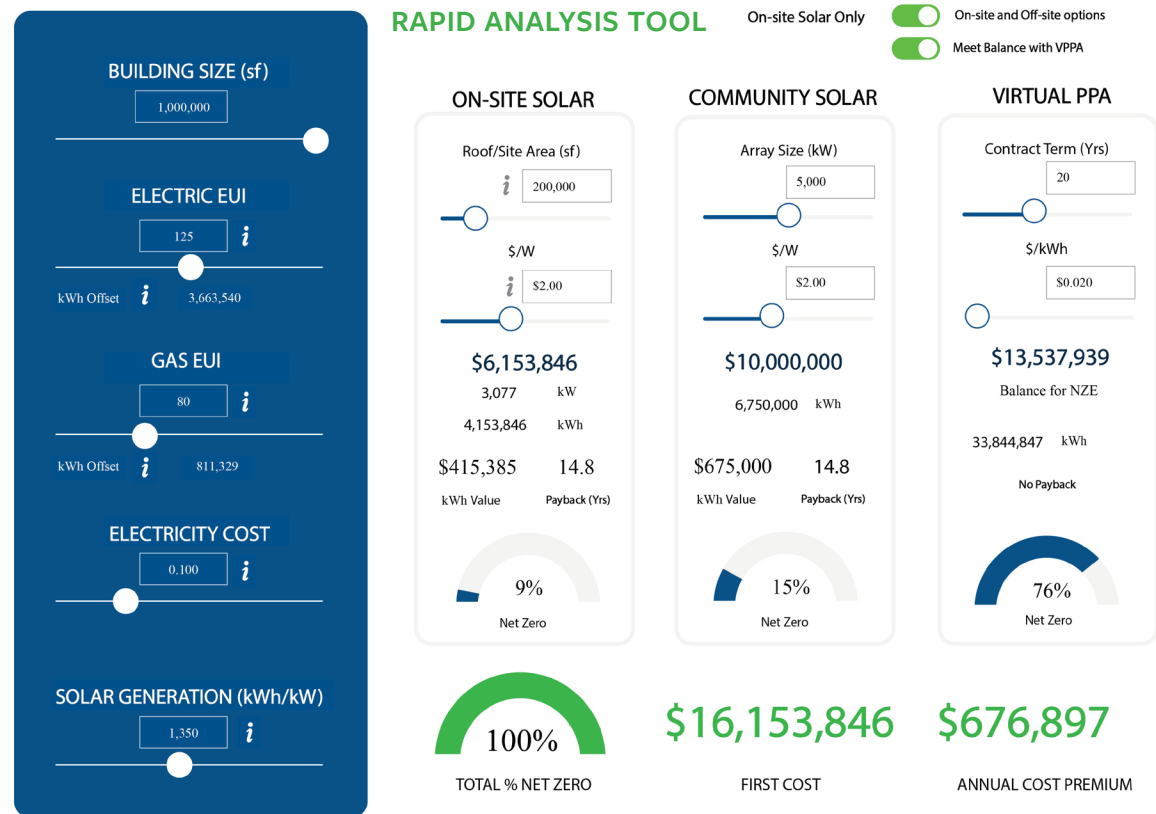 RAPID ANALYSIS TOOL
On-site Solar Only
On-site and Off-site options
Meet Balance with VPPA
BUILDING SIZE (sf)
1,000,000
ELECTRIC EUI
125 i
kWh Offset i 3,663,540
GAS EUI
80 i
kWh Offset i 811,329
ELECTRICITY COST
0.100 i
SOLAR GENERATION (kWh/kW)
1,350 i
ON-SITE SOLAR
Roof/Site Area (sf)
i 200,000
$/W
i $2.00
$6,153,846
3,077 kW
4,153,846 kWh
$415,385 14.8
kWh Value Payback (Yrs)
9%
Net Zero
COMMUNITY SOLAR
Array Size (kW)
5,000
$/W
$2.00
$10,000,000
6,750,000 kWh
$675,000 14.8
kWh Value Payback (Yrs)
15%
Net Zero
VIRTUAL PPA
Contract Term (Yrs)
20
$/kWh
$0.020
$13,537,939
Balance for NZE
33,844,847 kWh
No Payback
76%
Net Zero
100%
TOTAL % NET ZERO
$16,153,846
FIRST COST
$676,897
ANNUAL COST PREMIUM